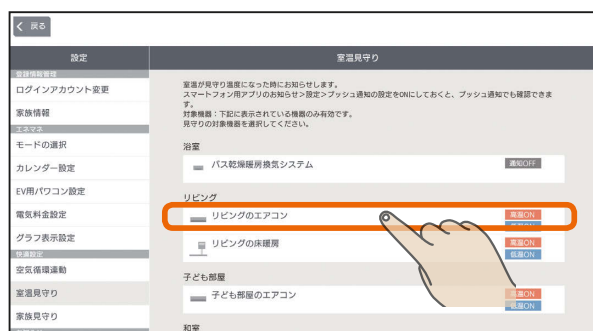 戻る
設定
室温見守り
登録情報管理
ログインアカウント変更
家族情報
エネマネ
モードの選択
カレンダー設定
EV用パワコン設定
電気料金設定
グラフ表示設定
快適設定
空気循環連動
室温見守り
家族見守り
室温が見守り温度になった時にお知らせします。
スマートフォン用アプリのお知らせ>設定>プッシュ通知の設定をONにしておくと、プッシュ通知でも確認できま
す。
対象機器：下記に表示されている機器のみ有効です。
見守りの対象機器を選択してください。
浴室
バス乾燥暖房換気システム
通知OFF
リビング
リビングのエアコン
高温ON
リビングの床暖房
高温ON
低温ON
子ども部屋
子ども部屋のエアコン
高温ON
低温ON
和室